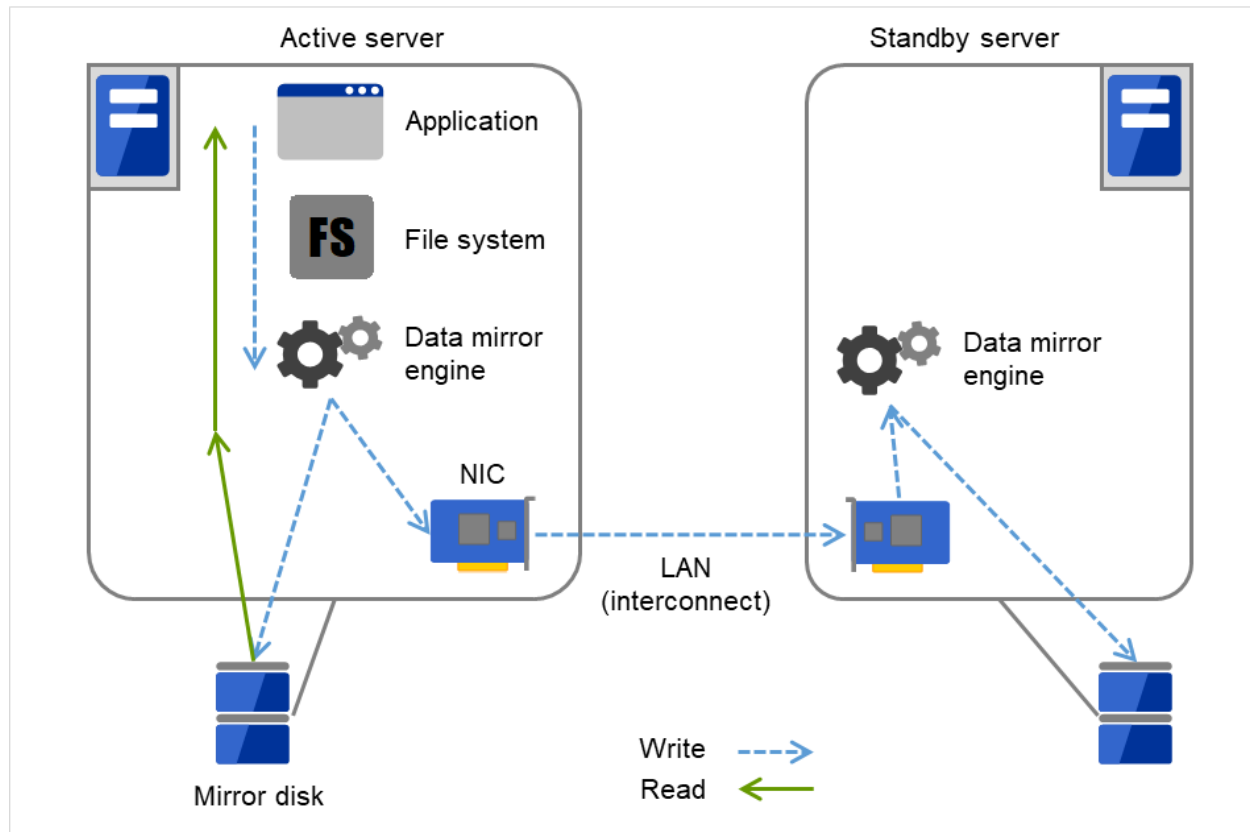 Active server
Standby server
Application
FS
File system
Data mirror
engine
Data mirror
engine
NIC
LAN
(interconnect)
Write
Read
Mirror disk